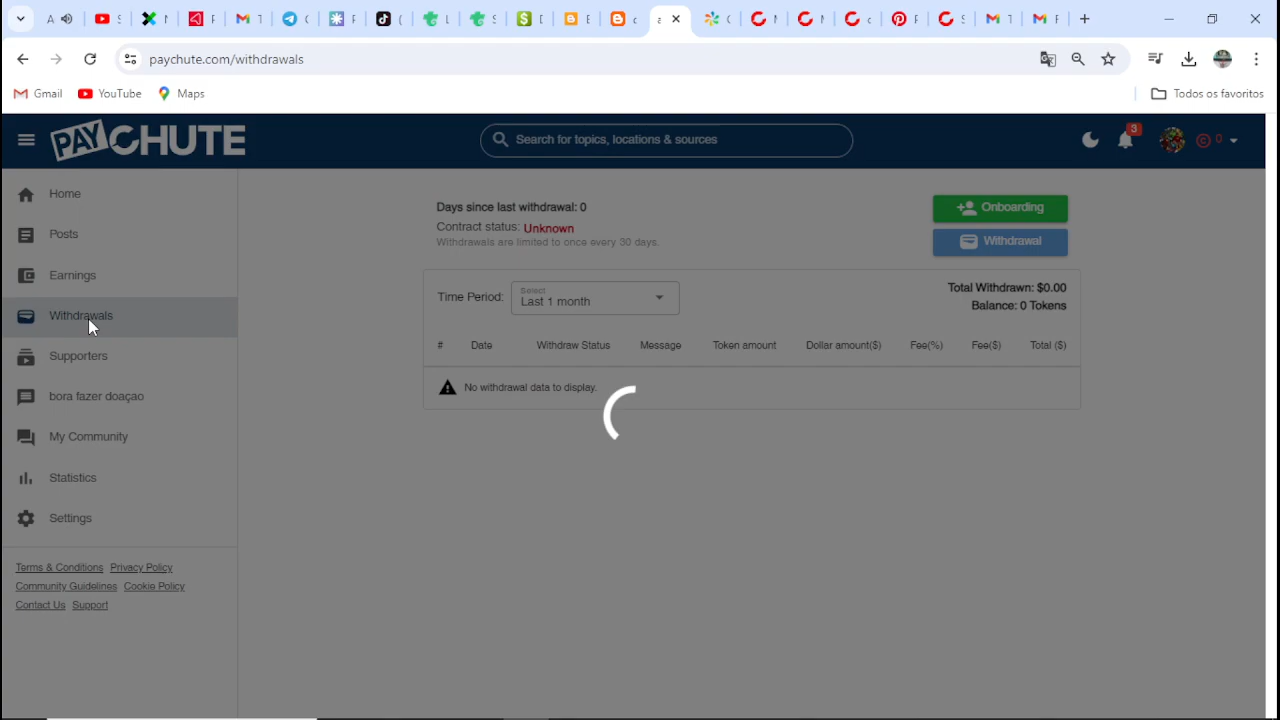 paychute.com/withdrawals
Gmail
YouTube
Maps
Todos os favoritos
PAYCHUTE
Search for topics, locations & sources
3
0
Home
Posts
Earnings
Withdrawals
Supporters
bora fazer doaçao
My Community
Statistics
Settings
Terms & Conditions Privacy Policy
Community Guidelines Cookie Policy
Contact Us Support
Days since last withdrawal: 0
Contract status: Unknown
Withdrawals are limited to once every 30 days.
Onboarding
Withdrawal
Time Period:
Select
Last 1 month
Total Withdrawn: $0.00
Balance: 0 Tokens
# Date Withdraw Status Message Token amount Dollar amount($) Fee(%) Fee($) Total ($)
No withdrawal data to display.